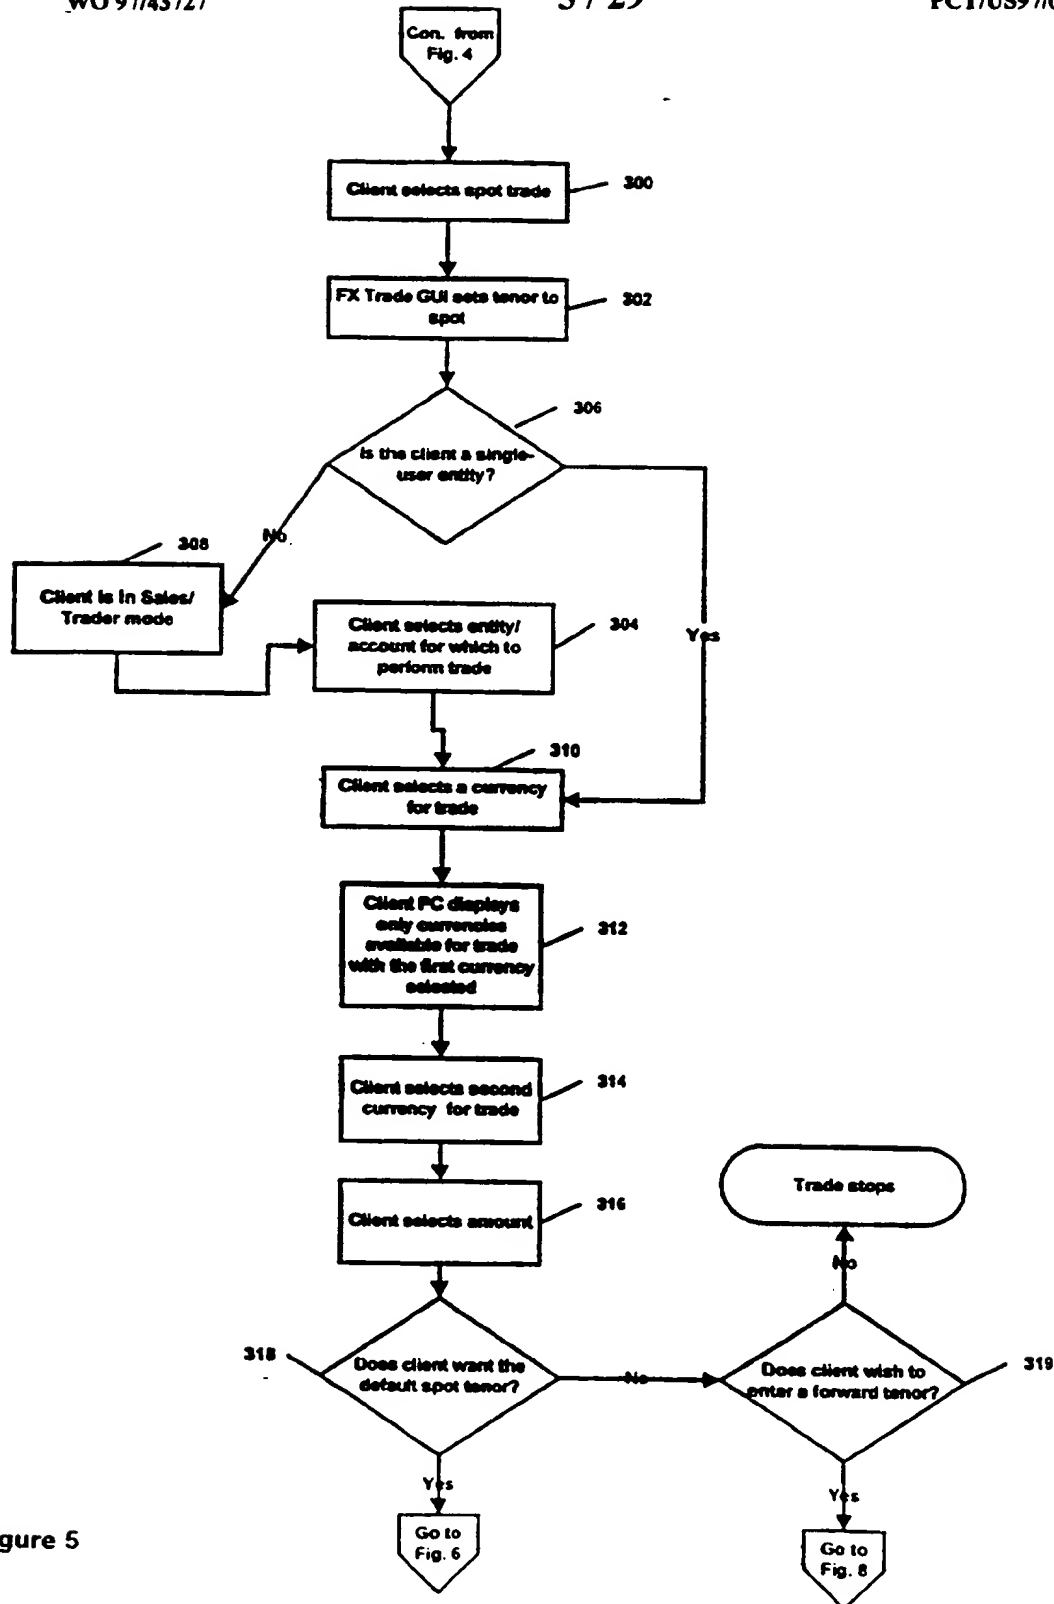 WO 97/43727
5 / 29
PCT/US97/0
Con. from
Fig. 4
Client selects spot trade
300
FX Trade GUI sets tenor to
spot
302
306
Is the client a single-
user entity?
No
308
Client is in Sales/
Trader mode
Client selects entity/
account for which to
perform trade
304
Yes
310
Client selects a currency
for trade
Client PC displays
only currencies
available for trade
with the first currency
selected
312
Client selects second
currency for trade
314
Client selects amount
316
Trade stops
No
318
Does client want the
default spot tenor?
No
Does client wish to
enter a forward tenor?
319
Yes
Yes
Go to
Fig. 6
Go to
Fig. 8
gure 5